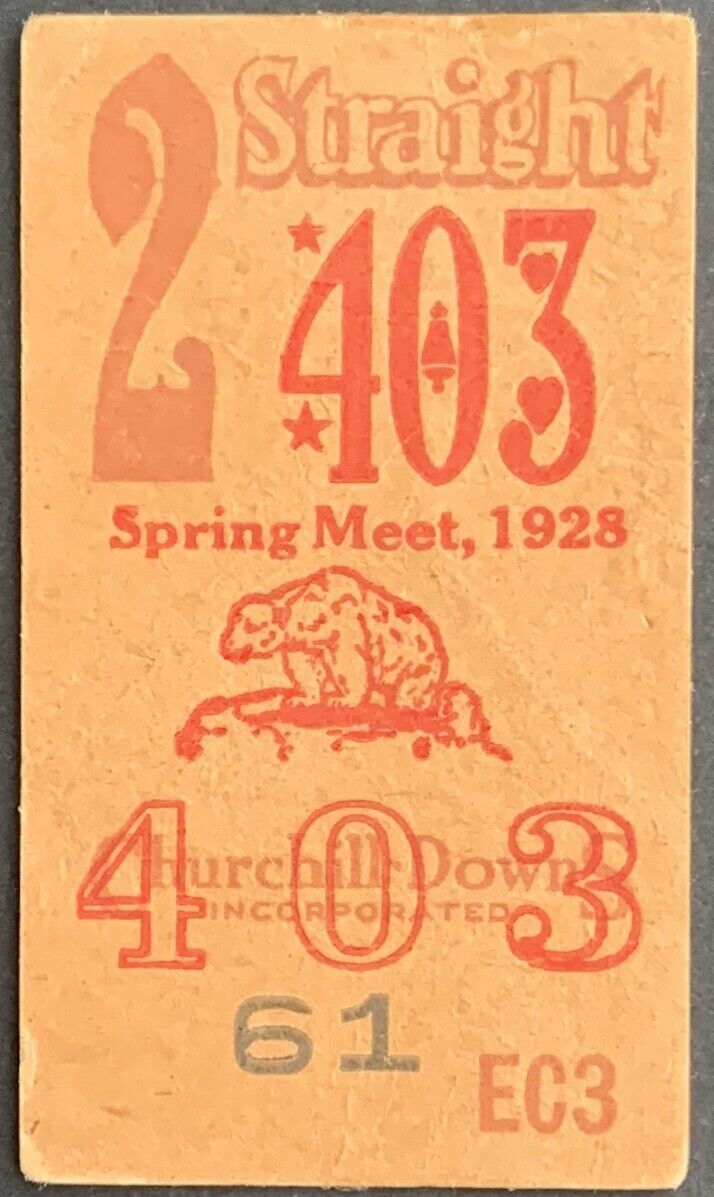 2 Straight
403
Spring Meet, 1928
403
Churchill Downs
INCORPORATED
61
EC3